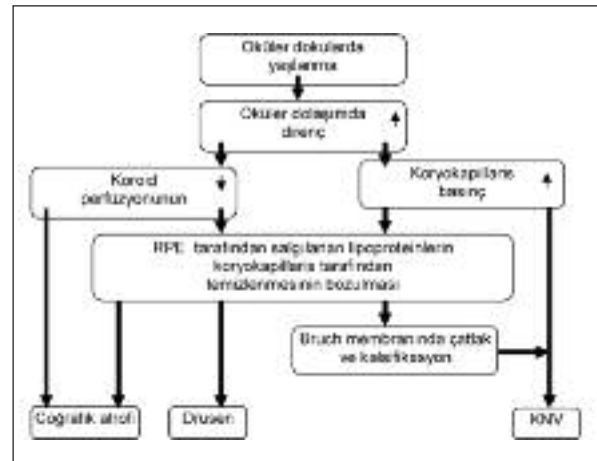 Oküler dokularda
yaşlanma
Oküler dolaşımda
direnç
Koroid
perfüzyonunun
Koryokapillaris
basınç
RPE tarafından salgılanan lipoproteinlerin
koryokapillaris tarafından
temizlenmesinin bozulması
Bruch membranında çatlak
ve kalsifikasyon
Coğrafik atrofi
Drusen
KNV